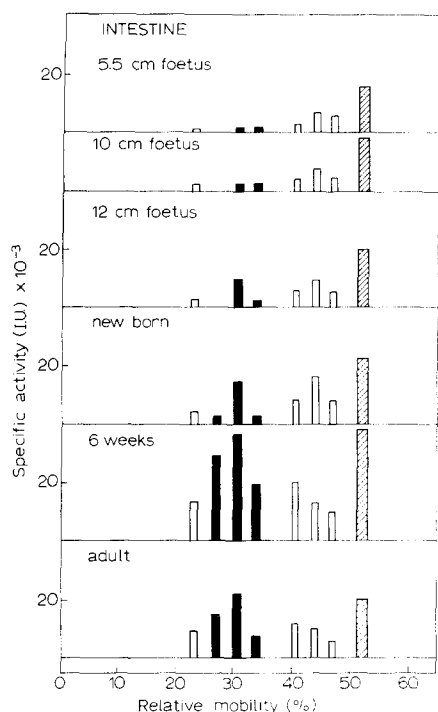 INTESTINE
5.5 cm foetus
20
10 cm foetus
12 cm foetus
20
new born
20
6 weeks
20
adult
20
0 10 20 30 40 50 60
Relative mobility (%)
Specific activity (I.U.) x 10⁻³